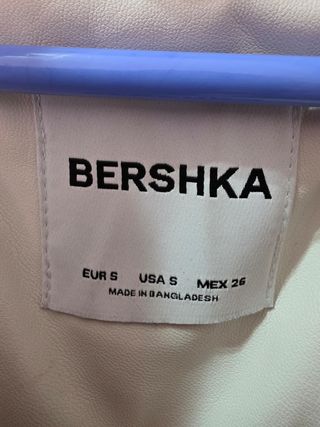 BERSHKA
EUR S USA S MEX 26
MADE IN BANGLADESH